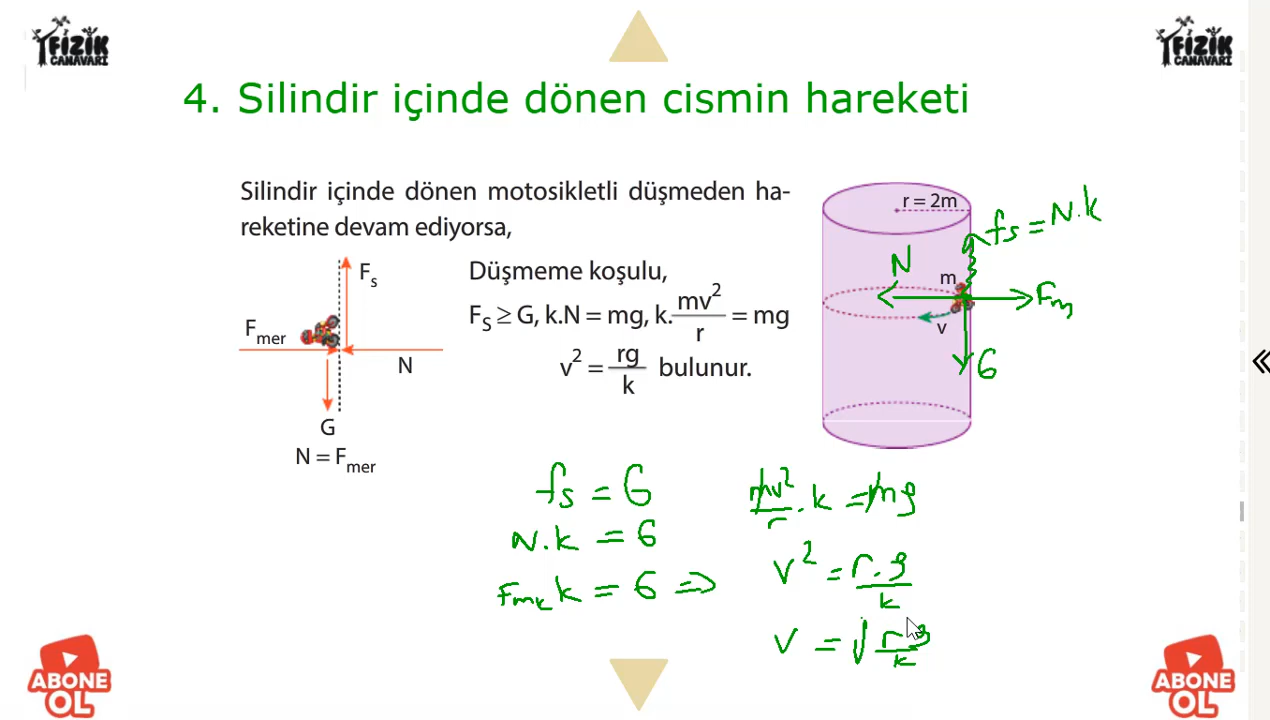 FİZİK
CANAVARI
FİZİK
CANAVARI
4. Silindir içinde dönen cismin hareketi
Silindir içinde dönen motosikletli düşmeden ha-
reketine devam ediyorsa,
Fs
Fmer
N
G
N = Fmer
Düşmeme koşulu,
FS ≥ G, k.N = mg, k. mv²/r = mg
v² = rg/k bulunur.
r = 2m
fs = N.k
N
m
Fm
v
G
fs = G
N.k = G
Fmk k = G ⇒
mv²/r . k = mg
v² = r.g/k
v = √rg/k
ABONE
OL
ABONE
OL